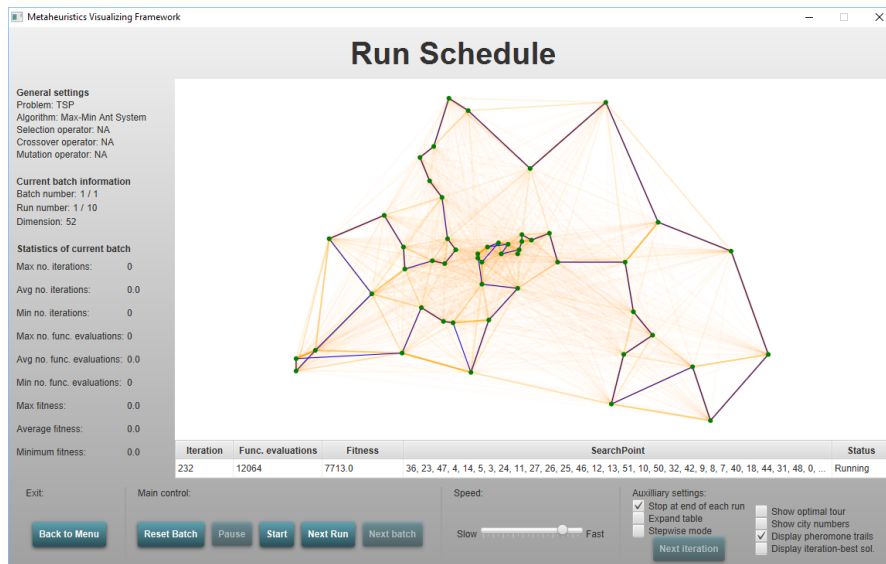 Metaheuristics Visualizing Framework
Run Schedule
General settings
Problem: TSP
Algorithm: Max-Min Ant System
Selection operator: NA
Crossover operator: NA
Mutation operator: NA
Current batch information
Batch number: 1 / 1
Run number: 1 / 10
Dimension: 52
Statistics of current batch
Max no. iterations: 0
Avg no. iterations: 0.0
Min no. iterations: 0
Max no. func. evaluations: 0
Avg no. func. evaluations: 0.0
Min no. func. evaluations: 0
Max fitness: 0.0
Average fitness: 0.0
Minimum fitness: 0.0
Iteration Func. evaluations Fitness SearchPoint Status
232 12064 7713.0 36, 23, 47, 4, 14, 5, 3, 24, 11, 27, 26, 25, 46, 12, 13, 51, 10, 50, 32, 42, 9, 8, 7, 40, 18, 44, 31, 48, 0, ... Running
Exit: Main control: Speed: Auxilliary settings:
Back to Menu Reset Batch Pause Start Next Run Next batch
Slow Fast
Stop at end of each run
Expand table
Stepwise mode
Next iteration
Show optimal tour
Show city numbers
Display pheromone trails
Display iteration-best sol.